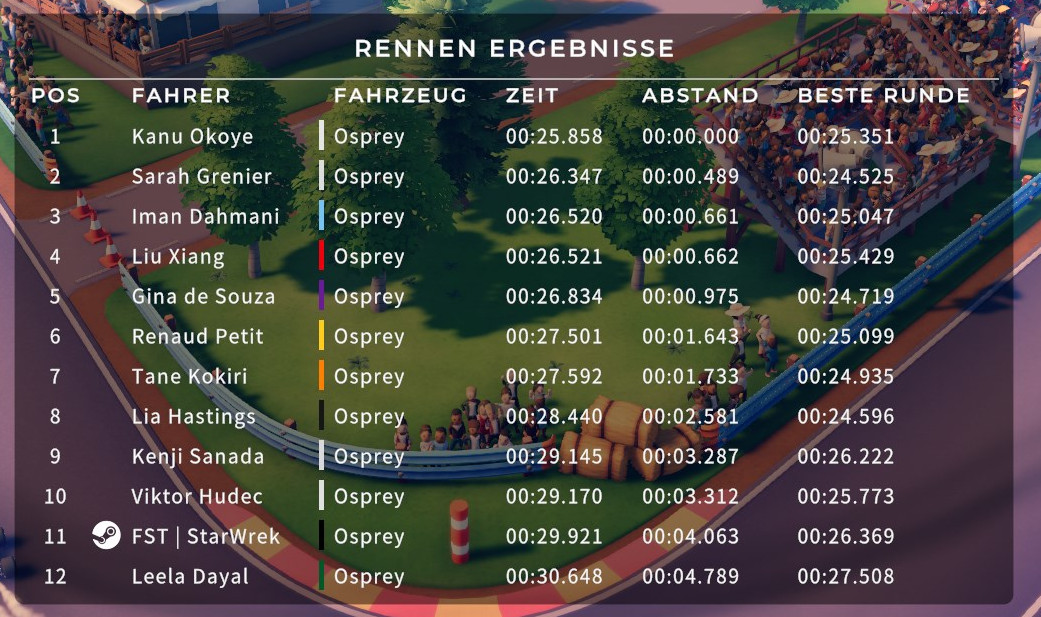 RENNEN ERGEBNISSE
POS FAHRER FAHRZEUG ZEIT ABSTAND BESTE RUNDE
1 Kanu Okoye Osprey 00:25.858 00:00.000 00:25.351
2 Sarah Grenier Osprey 00:26.347 00:00.489 00:24.525
3 Iman Dahmani Osprey 00:26.520 00:00.661 00:25.047
4 Liu Xiang Osprey 00:26.521 00:00.662 00:25.429
5 Gina de Souza Osprey 00:26.834 00:00.975 00:24.719
6 Renaud Petit Osprey 00:27.501 00:01.643 00:25.099
7 Tane Kokiri Osprey 00:27.592 00:01.733 00:24.935
8 Lia Hastings Osprey 00:28.440 00:02.581 00:24.596
9 Kenji Sanada Osprey 00:29.145 00:03.287 00:26.222
10 Viktor Hudec Osprey 00:29.170 00:03.312 00:25.773
11 FST | StarWrek Osprey 00:29.921 00:04.063 00:26.369
12 Leela Dayal Osprey 00:30.648 00:04.789 00:27.508